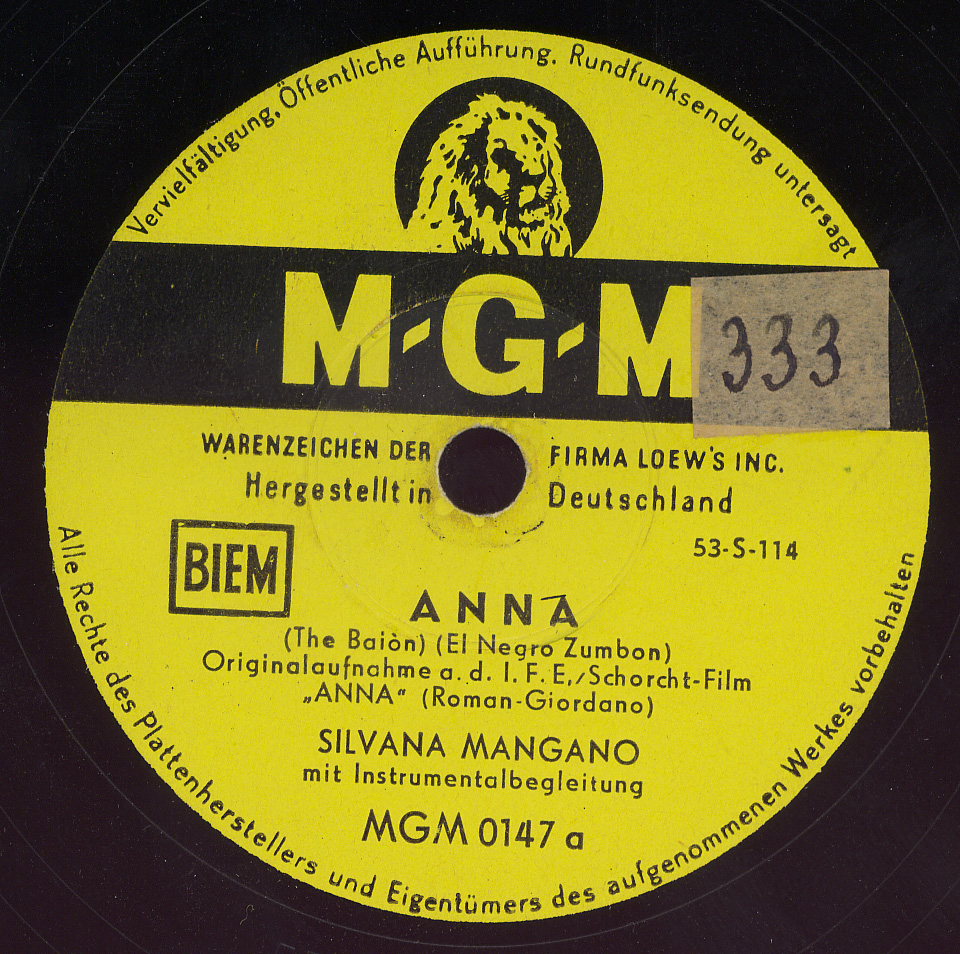 Vervielfältigung, Öffentliche Aufführung. Rundfunksendung untersagt
M-G-M
333
WARENZEICHEN DER FIRMA LOEW'S INC.
Hergestellt in Deutschland
53-S-114
BIEM
ANNA
(The Baiòn) (El Negro Zumbon)
Originalaufnahme a. d. I. F. E./Schorcht-Film
„ANNA“ (Roman-Giordano)
SILVANA MANGANO
mit Instrumentalbegleitung
MGM 0147 a
Alle Rechte des Plattenherstellers und Eigentümers des aufgenommenen Werkes vorbehalten